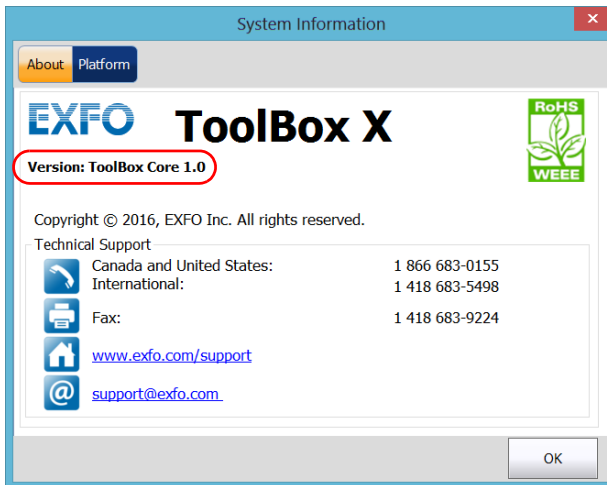 System Information
×
About Platform
EXFO ToolBox X
RoHS
WEEE
Version: ToolBox Core 1.0
Copyright © 2016, EXFO Inc. All rights reserved.
Technical Support
Canada and United States: 1 866 683-0155
International: 1 418 683-5498
Fax: 1 418 683-9224
www.exfo.com/support
@ support@exfo.com
OK